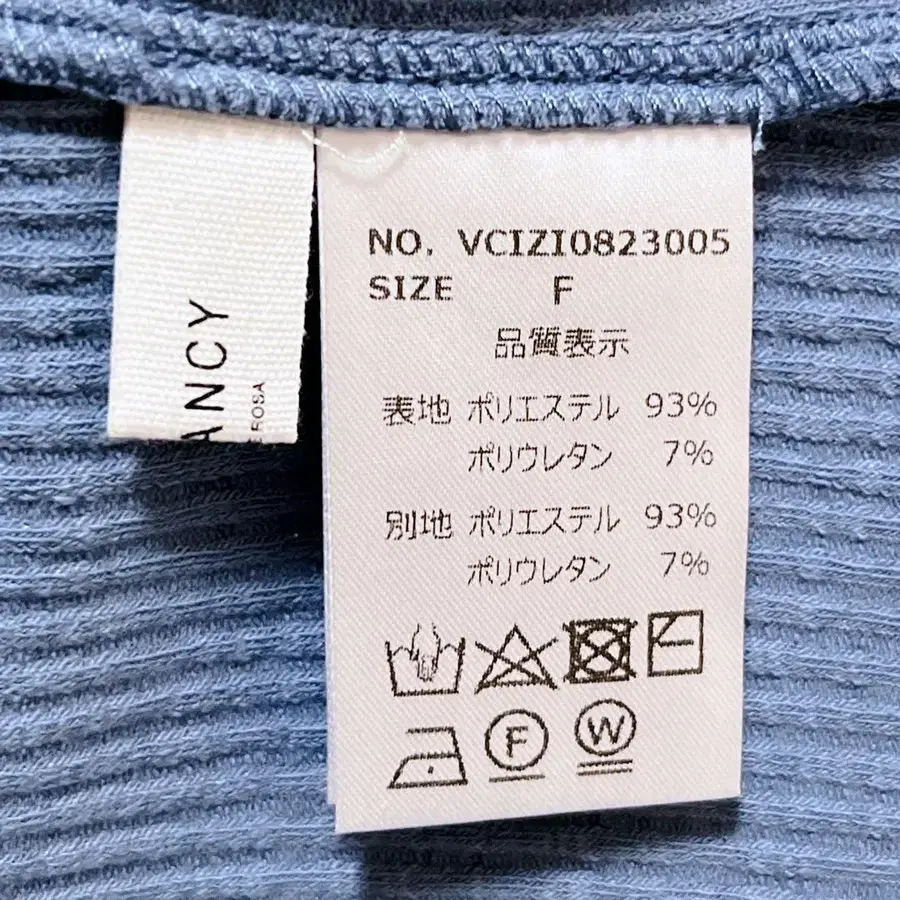 NO. VCIZI0823005
SIZE F
品質表示
表地 ポリエステル 93%
ポリウレタン 7%
別地 ポリエステル 93%
ポリウレタン 7%
F
W
ANCY
E ROSA